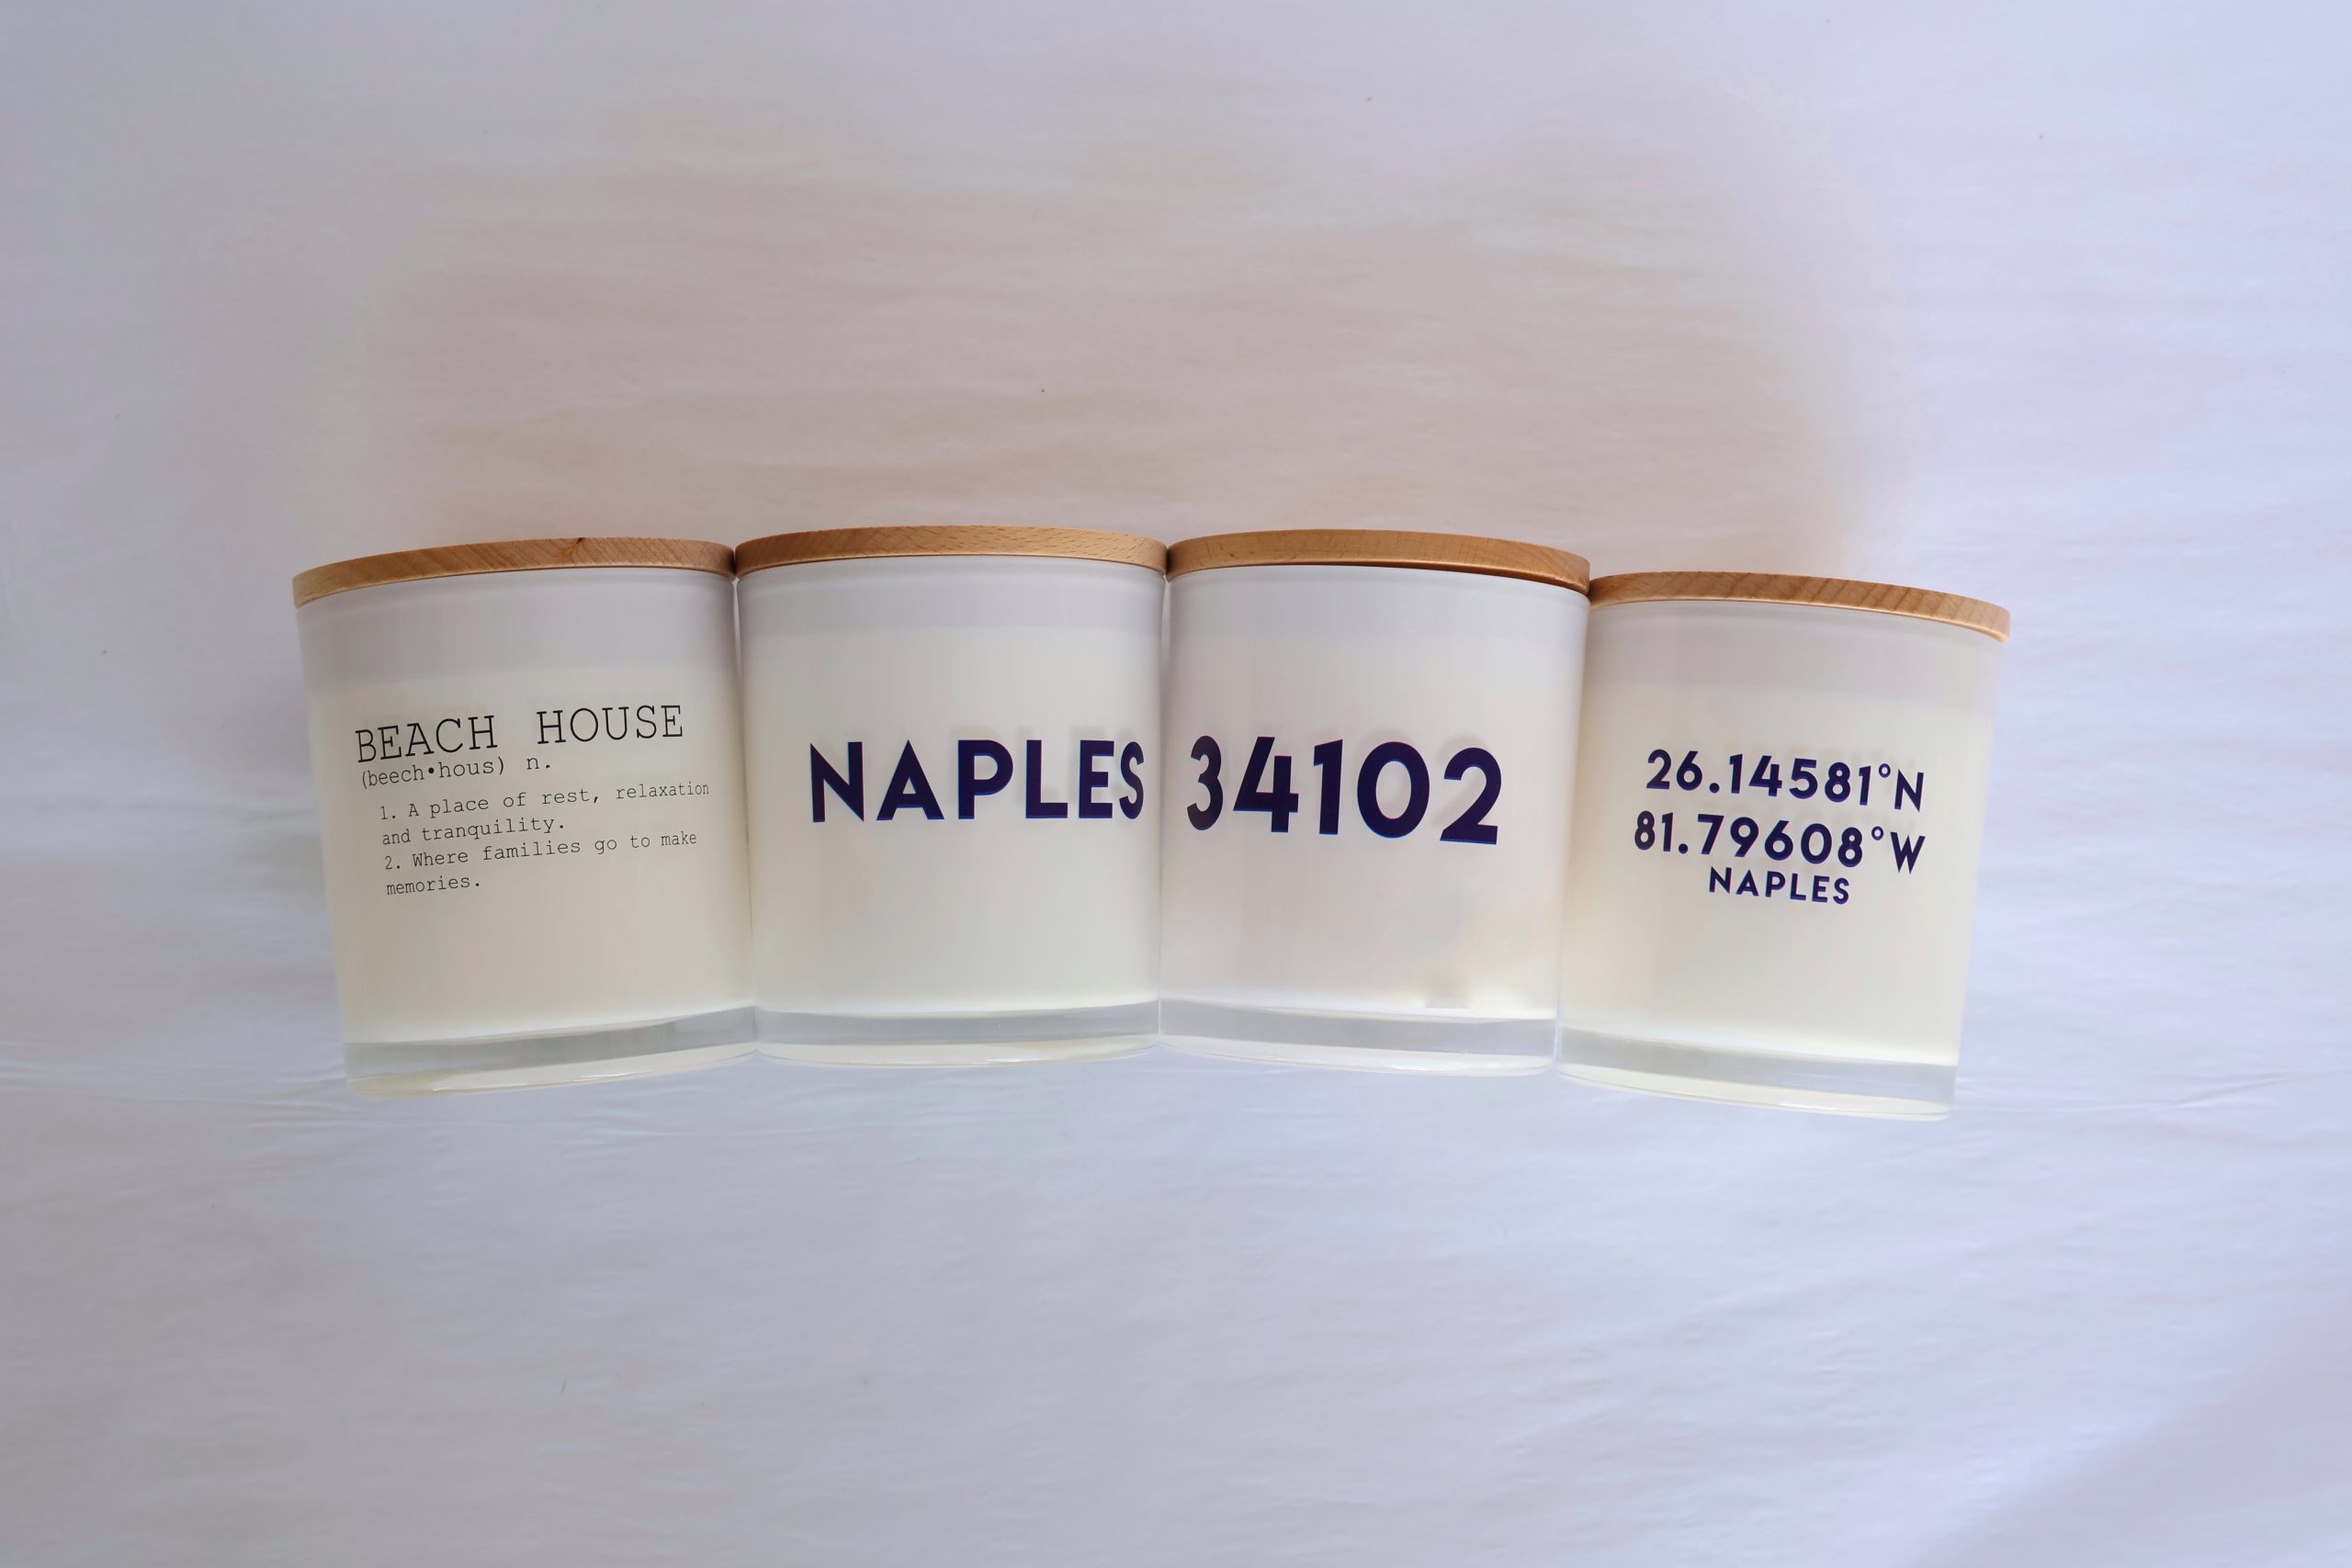 BEACH HOUSE
(beech•hous) n.
1. A place of rest, relaxation
and tranquility.
2. Where families go to make
memories.
NAPLES
34102
26.14581°N
81.79608°W
NAPLES